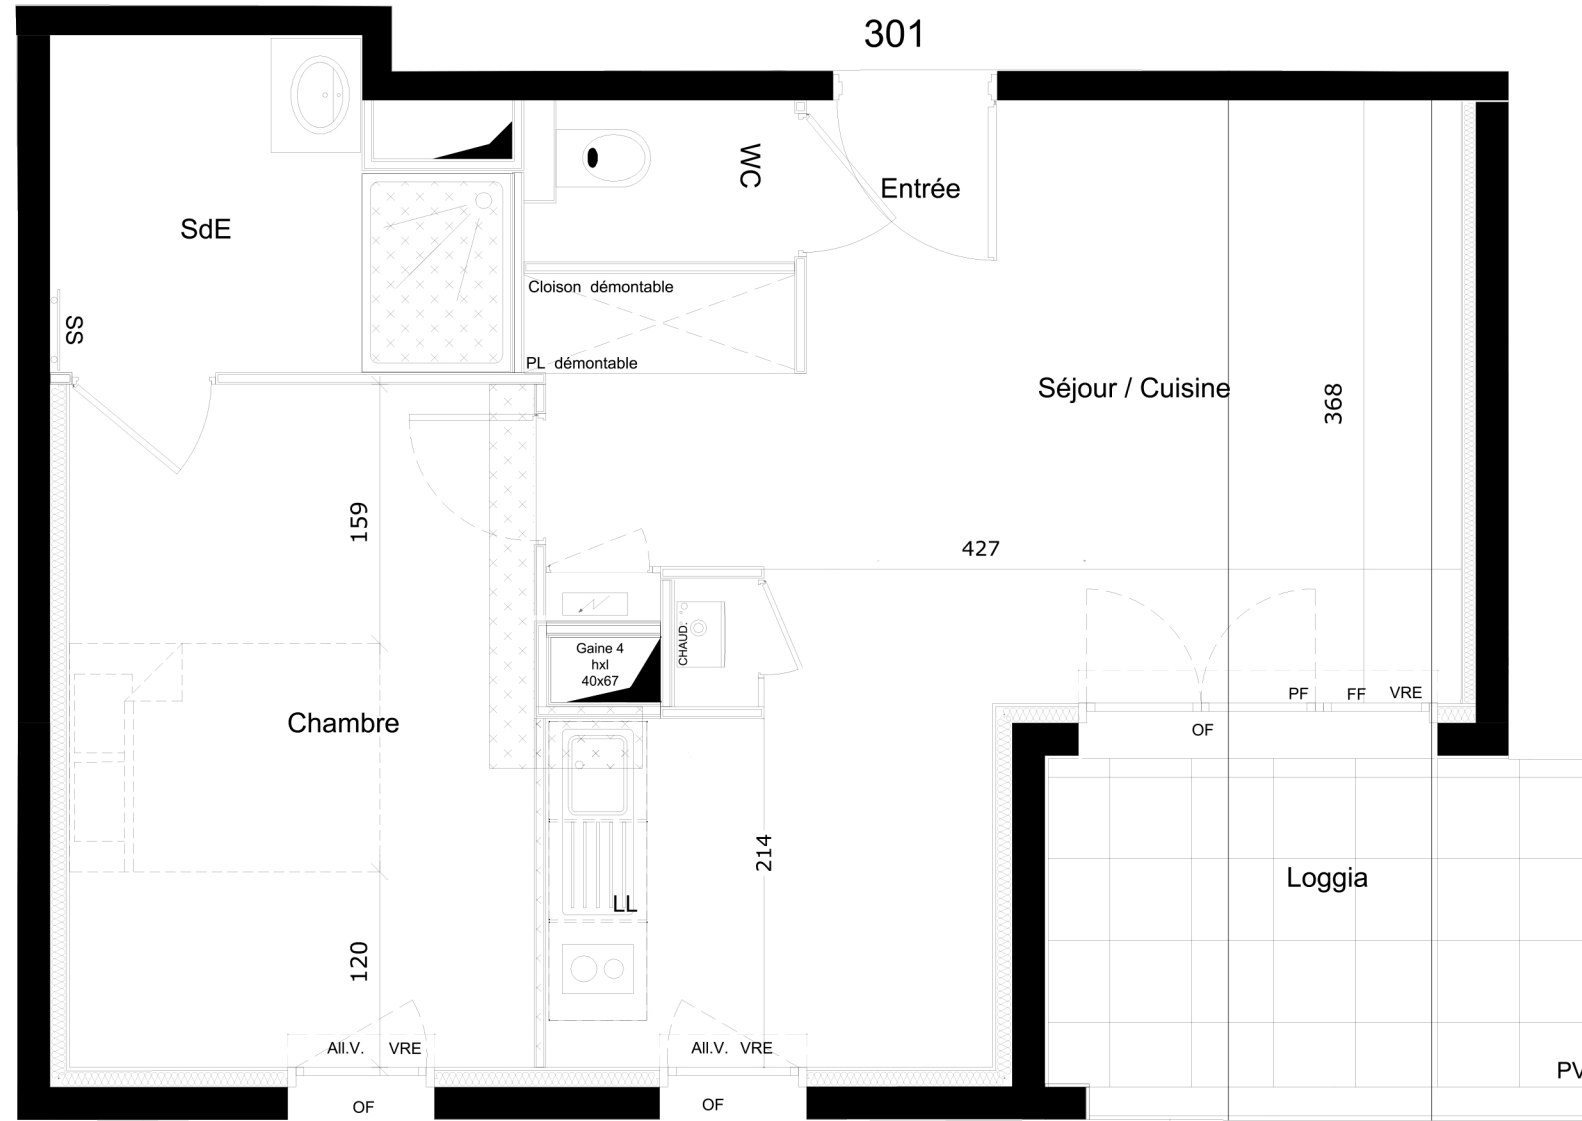 301
WC
Entrée
SdE
Cloison démontable
SS
PL démontable
Séjour / Cuisine
368
159
427
CHAUD.
Gaine 4
hxl
40x67
PF FF VRE
Chambre
OF
214
Loggia
LL
120
All.V. VRE
All.V. VRE
PV
OF
OF